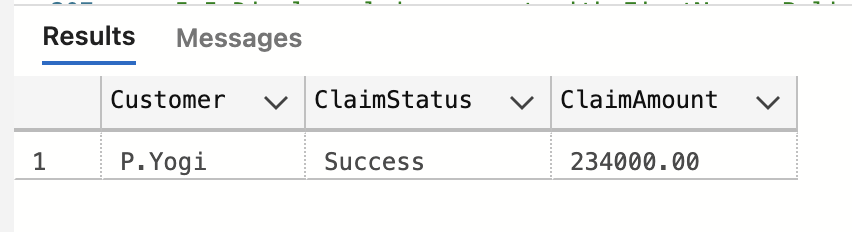 Results Messages
Customer ClaimStatus ClaimAmount
1 P.Yogi Success 234000.00